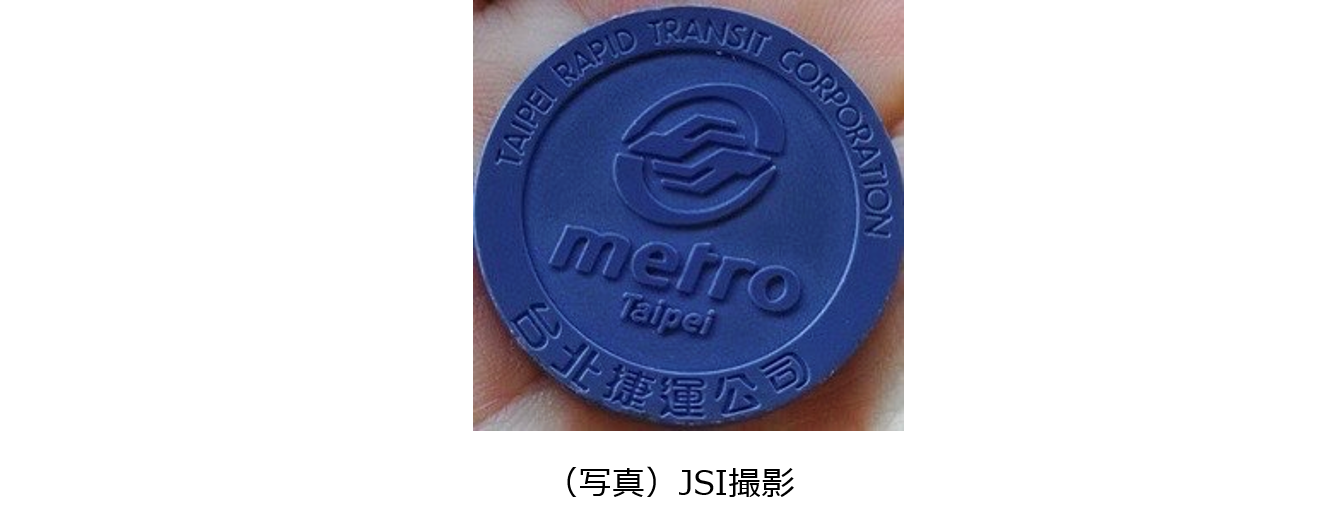 TAIPEI RAPID TRANSIT CORPORATION
metro
Taipei
台北捷運公司
（写真）JSI撮影